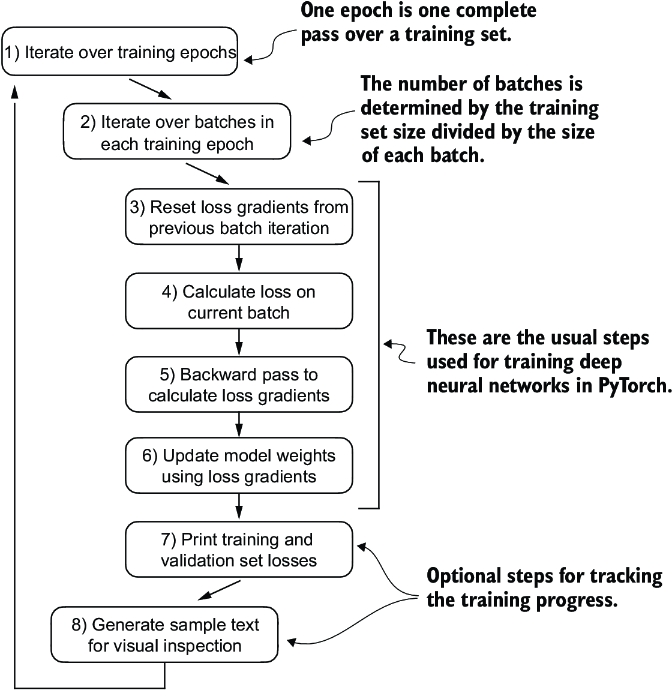 One epoch is one complete
pass over a training set.
1) Iterate over training epochs
The number of batches is
determined by the training
set size divided by the size
of each batch.
2) Iterate over batches in
each training epoch
3) Reset loss gradients from
previous batch iteration
4) Calculate loss on
current batch
These are the usual steps
used for training deep
neural networks in PyTorch.
5) Backward pass to
calculate loss gradients
6) Update model weights
using loss gradients
7) Print training and
validation set losses
Optional steps for tracking
the training progress.
8) Generate sample text
for visual inspection